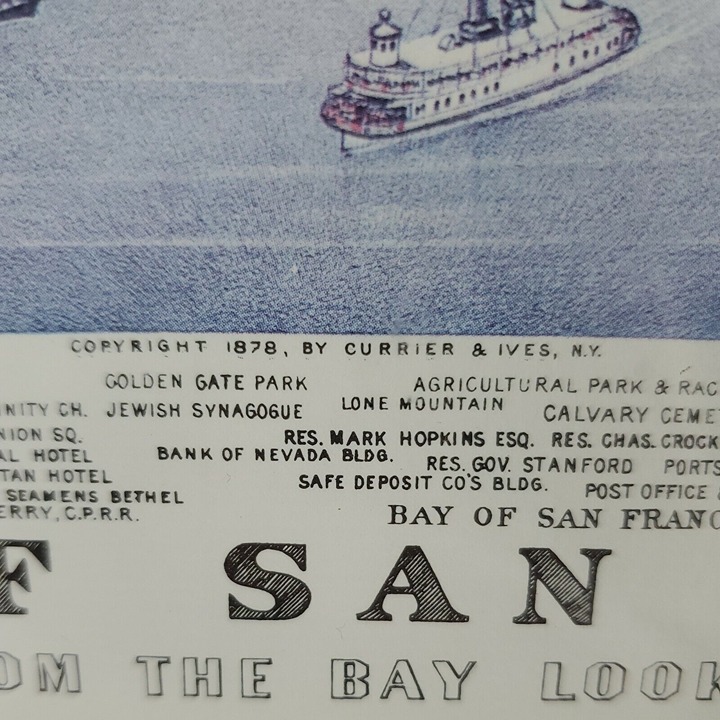 COPYRIGHT 1878, BY CURRIER & IVES, N.Y.
GOLDEN GATE PARK AGRICULTURAL PARK & RAC
NITY CH. JEWISH SYNAGOGUE LONE MOUNTAIN CALVARY CEME
NION SQ. RES. MARK HOPKINS ESQ. RES. CHAS. CROCK
AL HOTEL BANK OF NEVADA BLDG. RES. GOV. STANFORD PORTS
TAN HOTEL SAFE DEPOSIT CO'S BLDG. POST OFFICE
SEAMENS BETHEL
ERRY, C.P.R.R. BAY OF SAN FRANC
F SAN
OM THE BAY LOOK